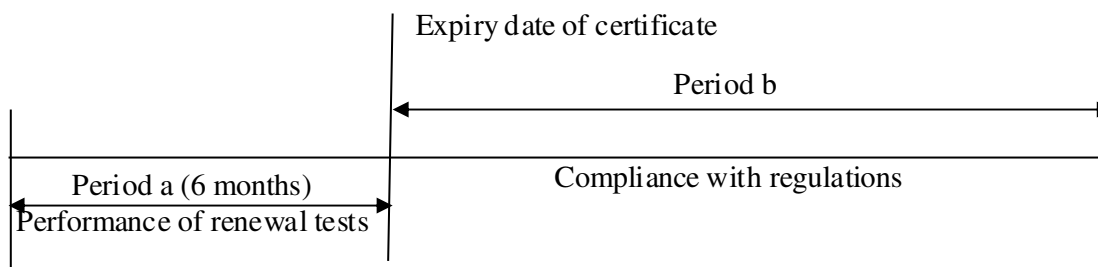 Expiry date of certificate
Period b
Compliance with regulations
Period a (6 months)
Performance of renewal tests